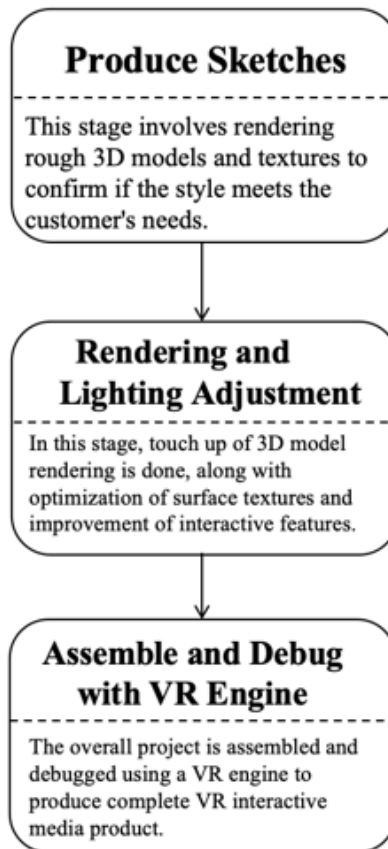 Produce Sketches
This stage involves rendering
rough 3D models and textures to
confirm if the style meets the
customer's needs.
Rendering and
Lighting Adjustment
In this stage, touch up of 3D model
rendering is done, along with
optimization of surface textures and
improvement of interactive features.
Assemble and Debug
with VR Engine
The overall project is assembled and
debugged using a VR engine to
produce complete VR interactive
media product.